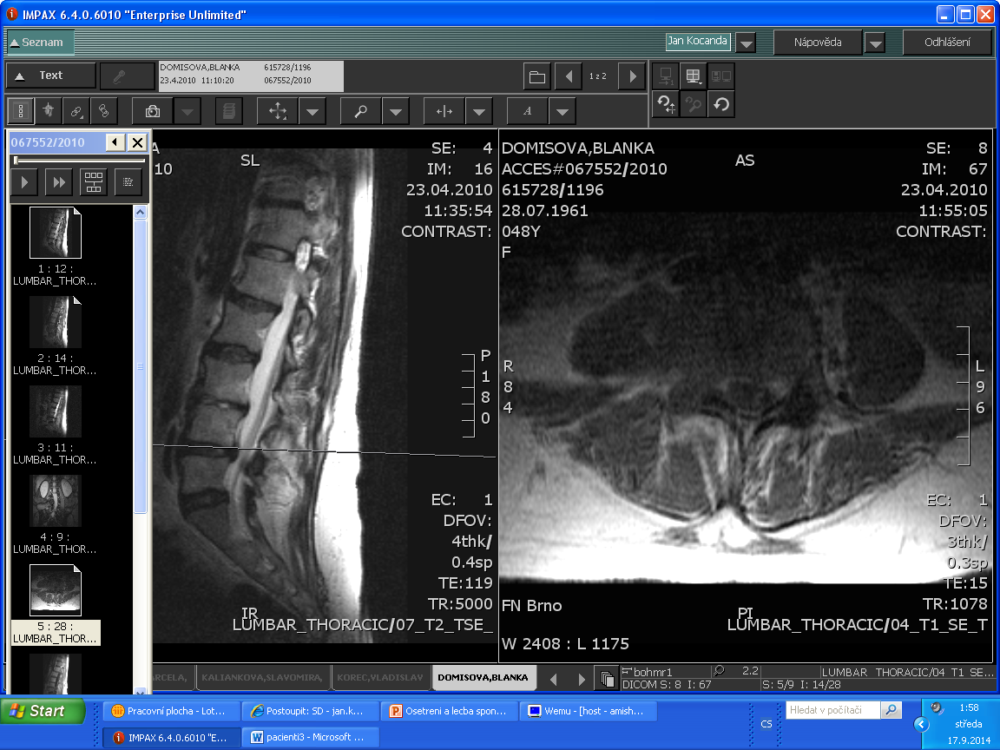 IMPAX 6.4.0.6010 "Enterprise Unlimited"
Seznam
Jan Kocanda
Nápověda
Odhlášení
Text
DOMISOVA,BLANKA 615728/1196
23.4.2010 11:10:20 067552/2010
1 z 2
A
067552/2010
1 : 12 :
LUMBAR_THOR...
2 : 14 :
LUMBAR_THOR...
3 : 11 :
LUMBAR_THOR...
4 : 9 :
LUMBAR_THOR...
5 : 28 :
LUMBAR_THOR...
A
10
SL
SE: 4
IM: 16
23.04.2010
11:35:54
CONTRAST:
P
1
8
0
EC: 1
DFOV:
4thk/
0.4sp
TE:119
TR:5000
IR
LUMBAR_THORACIC/07_T2_TSE_
DOMISOVA,BLANKA
ACCES#067552/2010
615728/1196
28.07.1961
048Y
F
AS
SE: 8
IM: 67
23.04.2010
11:55:05
CONTRAST:
R
8
4
L
9
6
EC: 1
DFOV:
3thk/
0.3sp
TE:15
TR:1078
FN Brno
PI
LUMBAR_THORACIC/04_T1_SE_T
W 2408 : L 1175
ARCELA,
KALIANKOVA,SLAVOMIRA,
KOREC,VLADISLAV
DOMISOVA,BLANKA
bohmr1
2.2
LUMBAR THORACIC/04 T1 SE...
DICOM S: 8 I: 67
S: 5/9 I: 14/28
Start
Pracovní plocha - Lot...
Postoupit: SD - jan.k...
Osetreni a lecba spon...
Wemu - [host - amish...
IMPAX 6.4.0.6010 "E...
pacienti3 - Microsoft ...
CS
Hledat v počítači
1:58
středa
17.9.2014